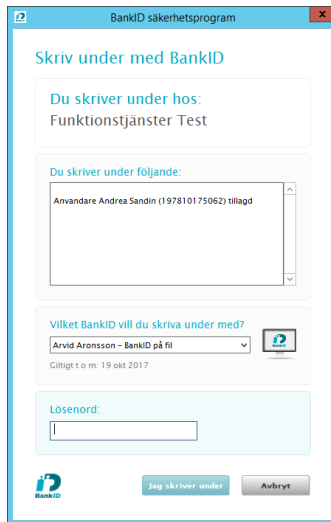 BankID säkerhetsprogram
x
Skriv under med BankID
Du skriver under hos:
Funktionstjänster Test
Du skriver under följande:
Anvandare Andrea Sandin (197810175062) tillagd
Vilket BankID vill du skriva under med?
Arvid Aronsson – BankID på fil
BankID
Giltigt t o m: 19 okt 2017
Lösenord:
BankID
Jag skriver under
Avbryt